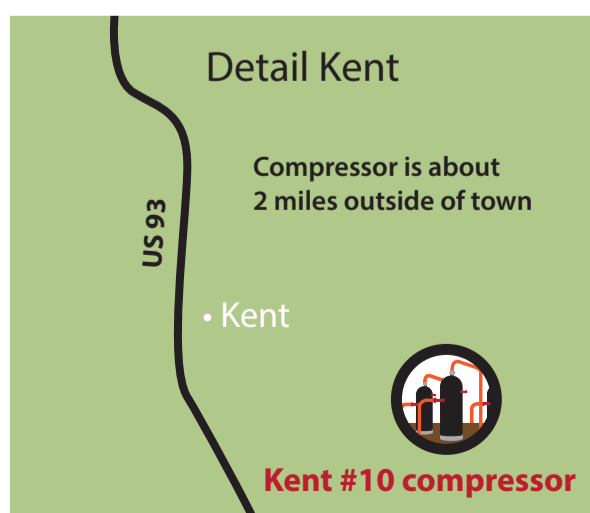 Detail Kent
Compressor is about
2 miles outside of town
US 93
• Kent
Kent #10 compressor